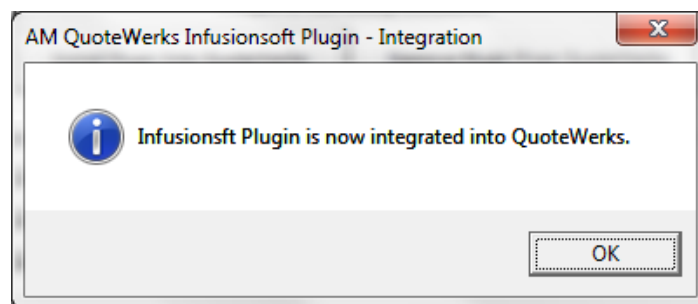 AM QuoteWerks Infusionsoft Plugin - Integration
Infusionsft Plugin is now integrated into QuoteWerks.
OK